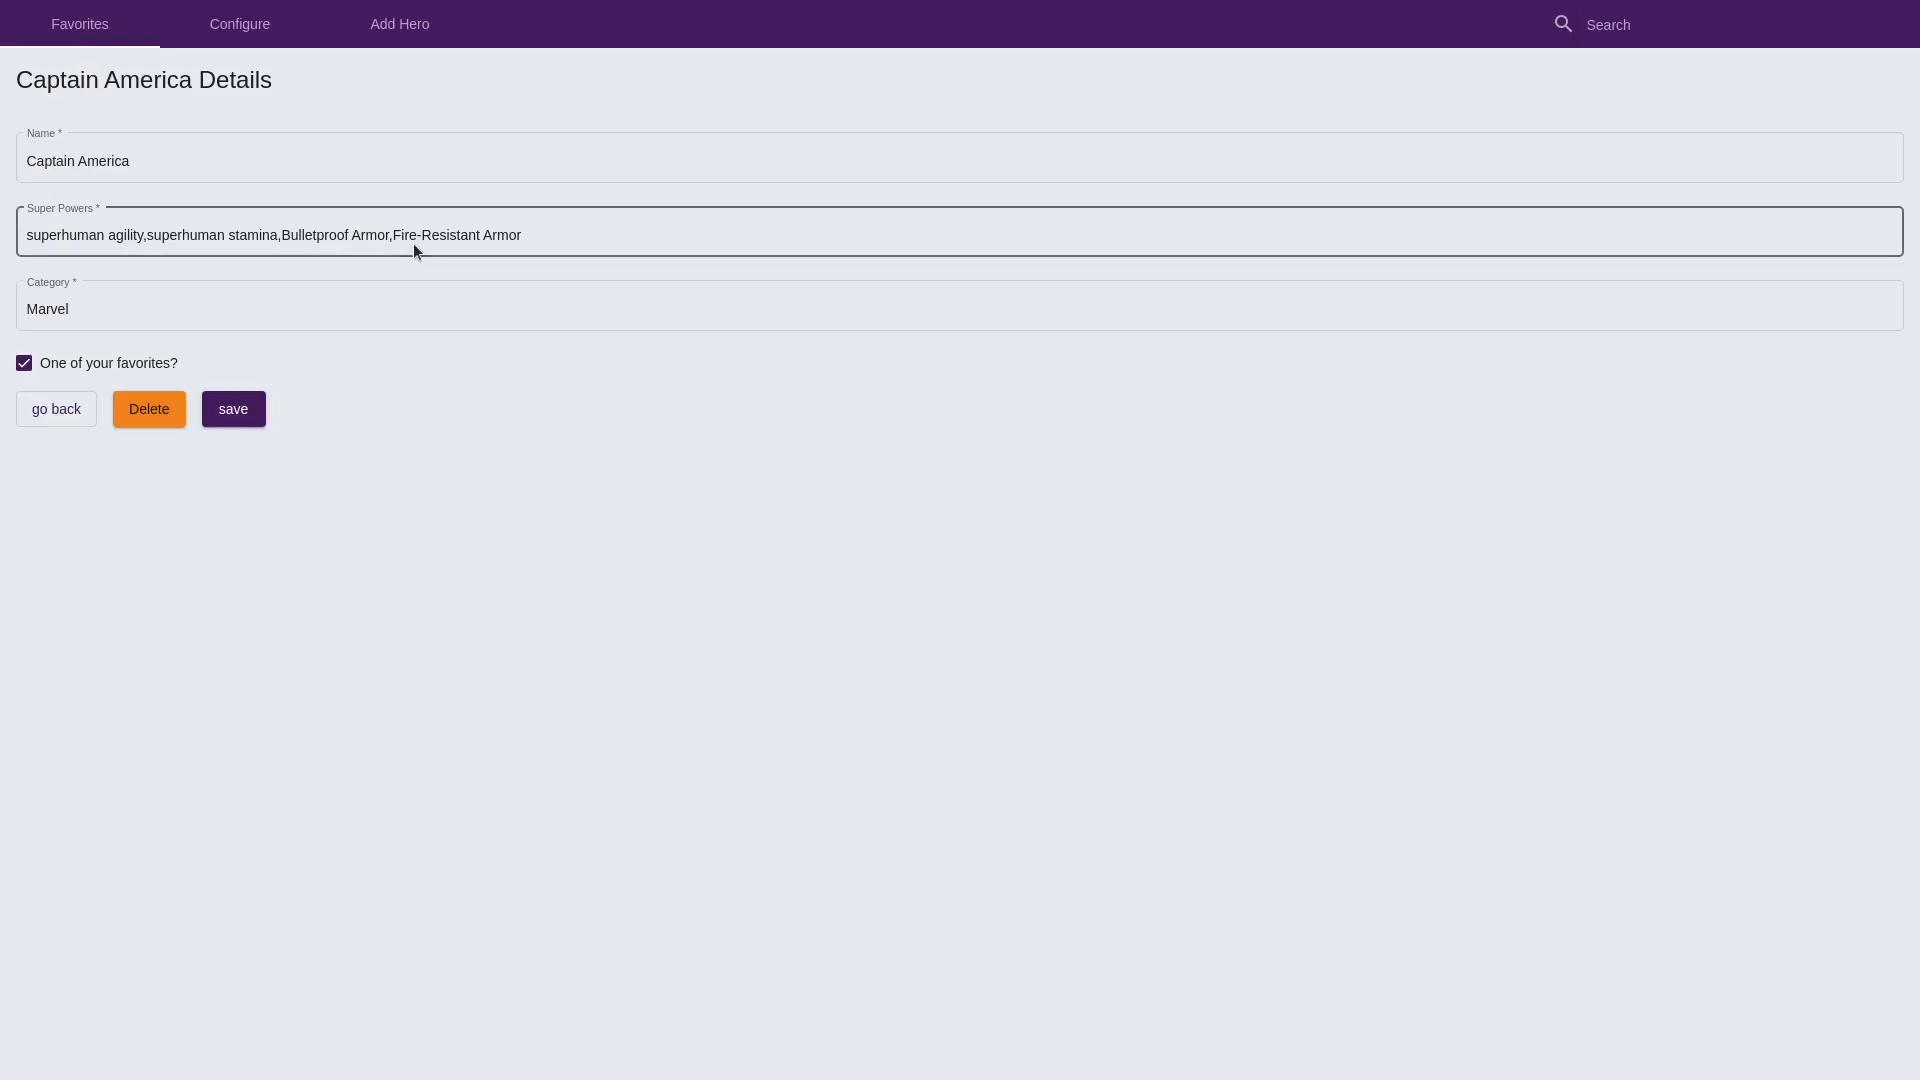 Favorites Configure Add Hero Search
Captain America Details
Name *
Captain America
Super Powers *
superhuman agility,superhuman stamina,Bulletproof Armor,Fire-Resistant Armor
Category *
Marvel
One of your favorites?
go back Delete save